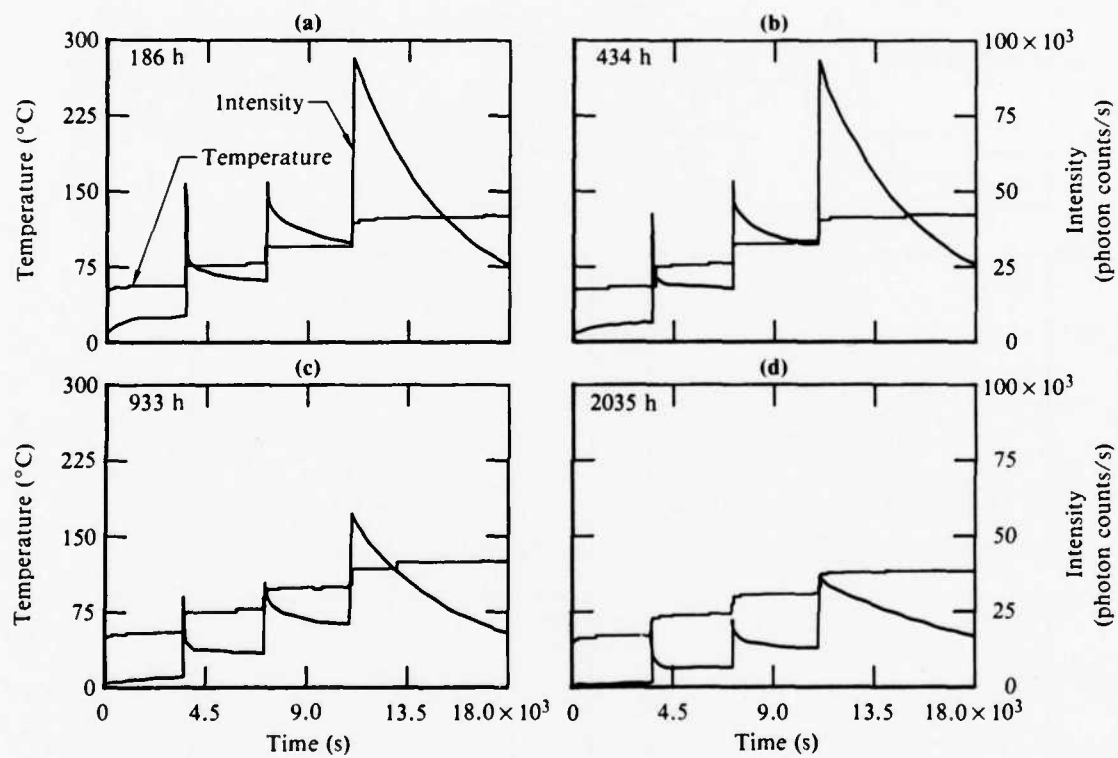 (a)
(b)
300
225
150
75
0
Temperature (°C)
186 h
Intensity
Temperature
434 h
100 × 10³
75
50
25
0
Intensity
(photon counts/s)
(c)
(d)
300
225
150
75
0
Temperature (°C)
933 h
2035 h
100 × 10³
75
50
25
0
Intensity
(photon counts/s)
0 4.5 9.0 13.5 18.0 × 10³
Time (s)
0 4.5 9.0 13.5 18.0 × 10³
Time (s)